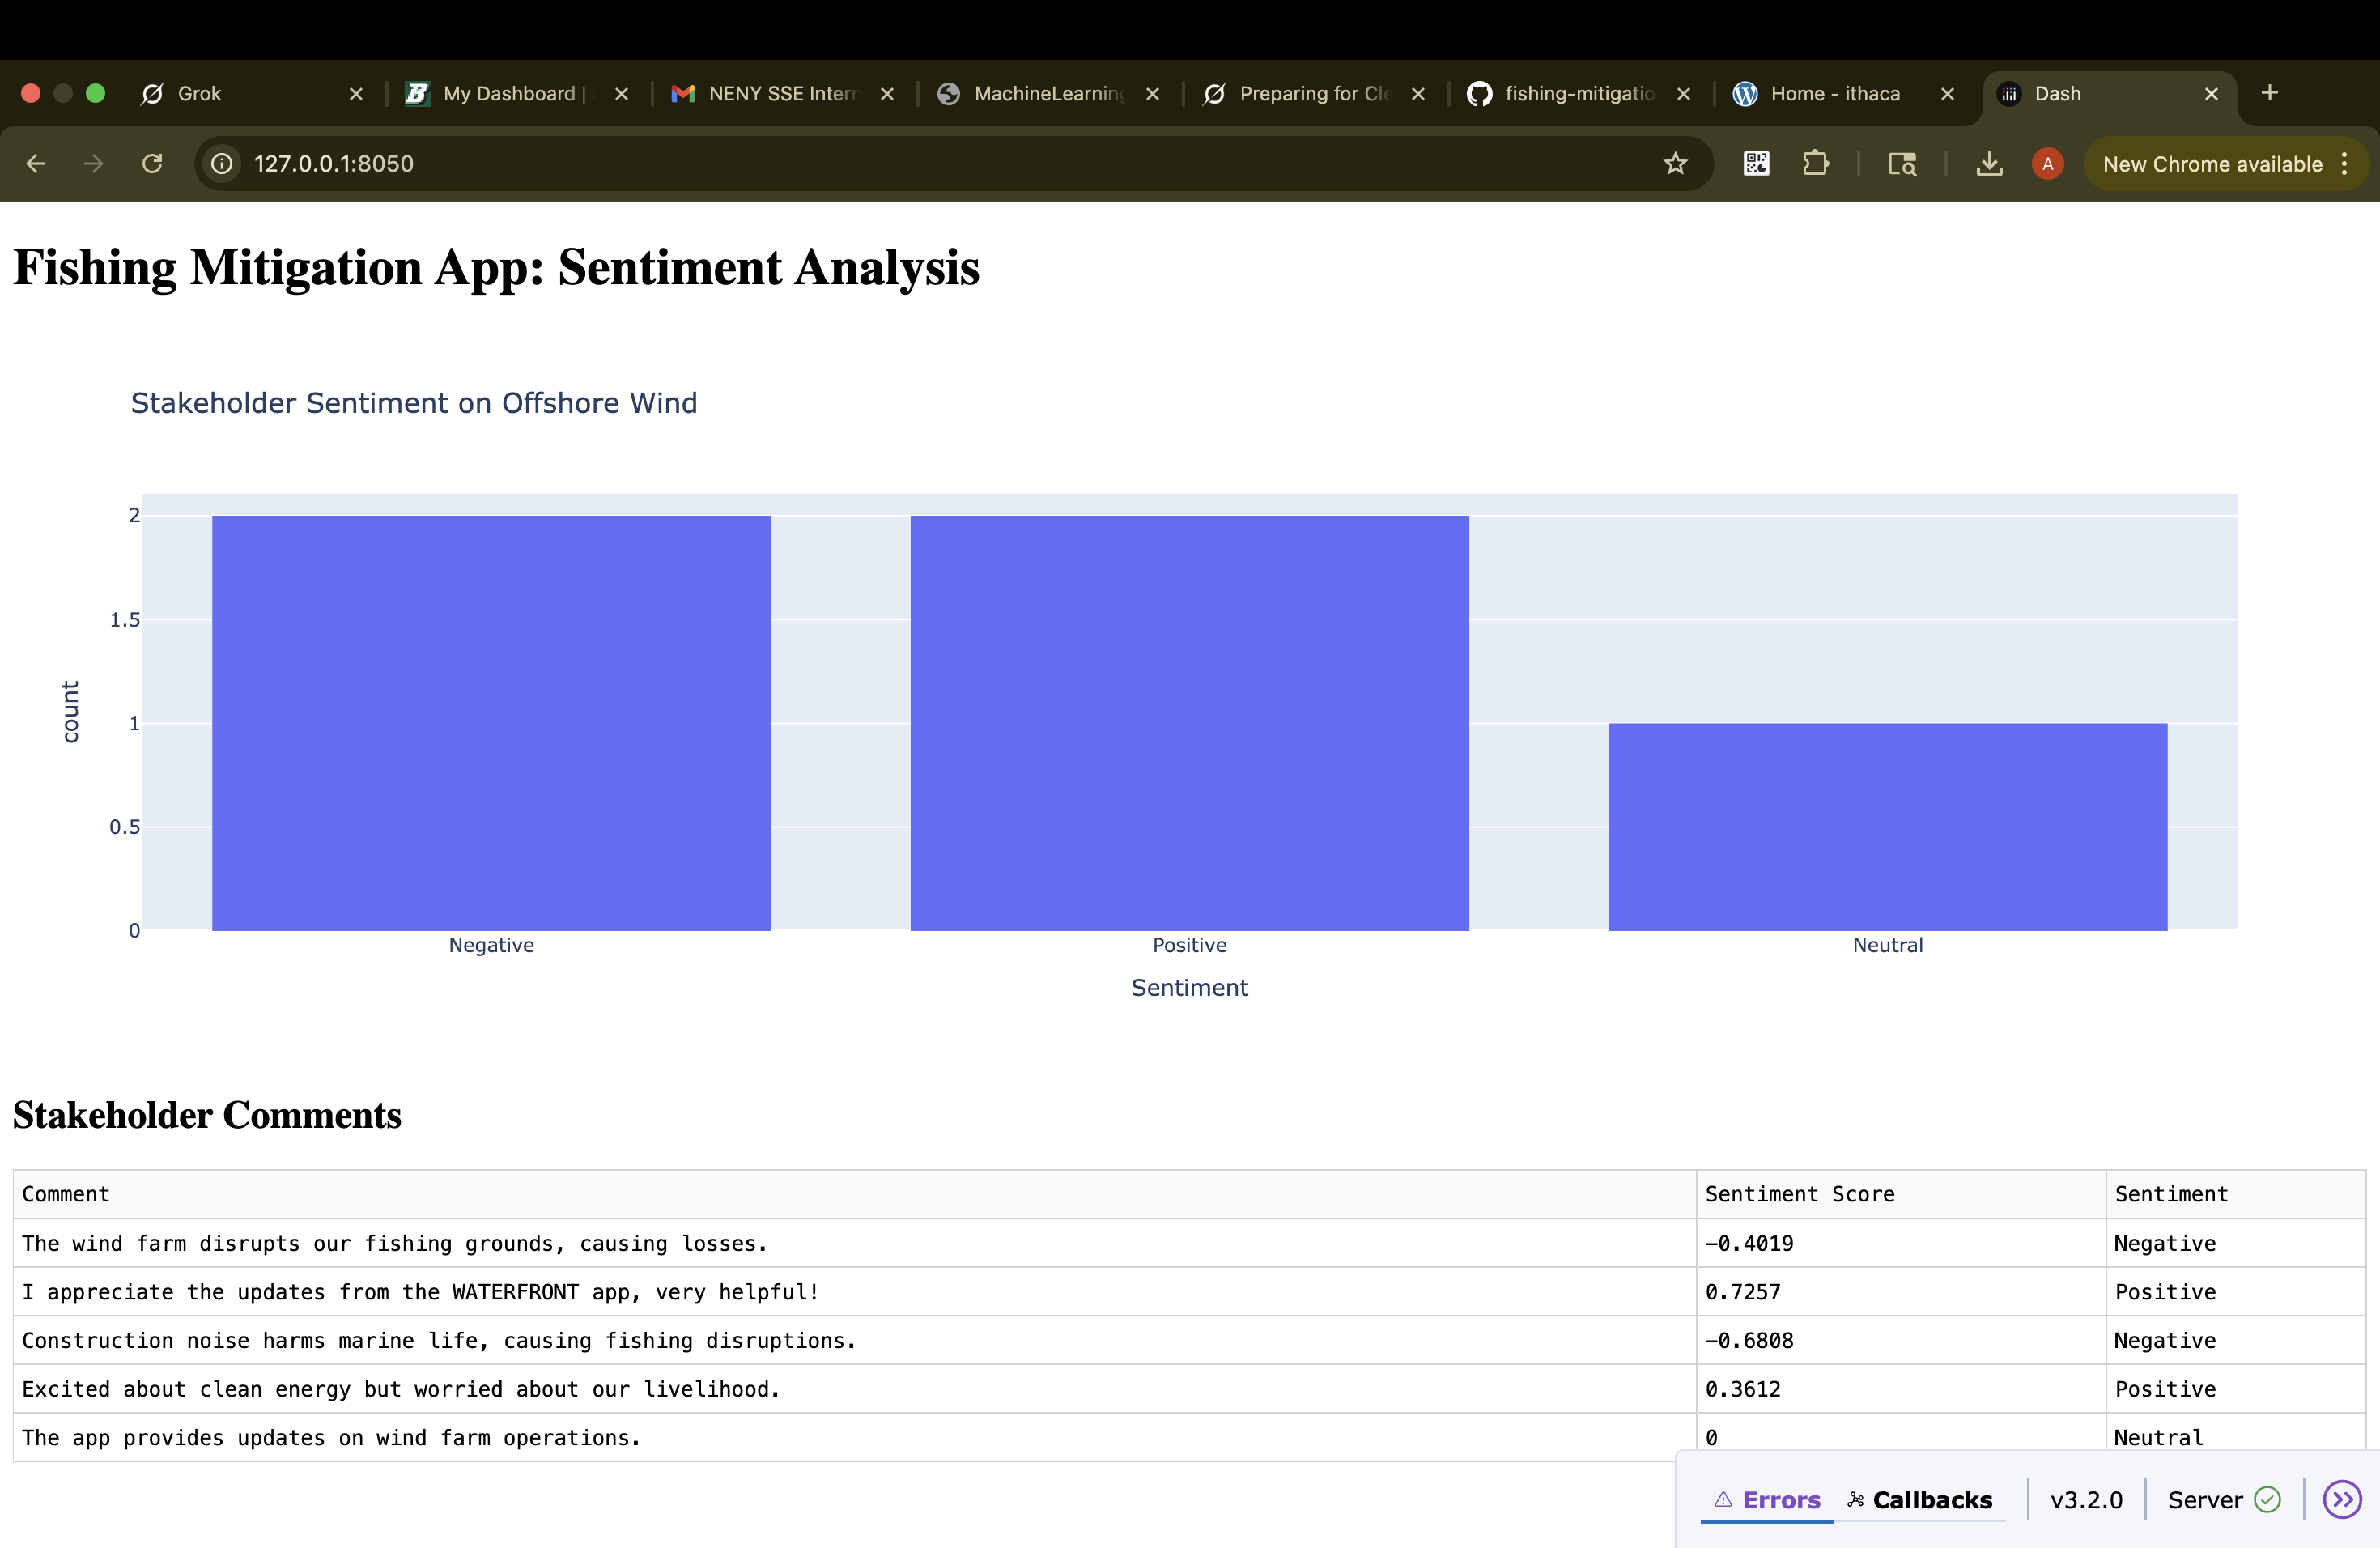 Grok
My Dashboard |
NENY SSE Inter
MachineLearning
Preparing for Cle
fishing-mitigatio
Home - ithaca
Dash
127.0.0.1:8050
A
New Chrome available
Fishing Mitigation App: Sentiment Analysis
Stakeholder Sentiment on Offshore Wind
2
1.5
1
0.5
0
count
Negative Positive Neutral
Sentiment
Stakeholder Comments
Comment Sentiment Score Sentiment
The wind farm disrupts our fishing grounds, causing losses. -0.4019 Negative
I appreciate the updates from the WATERFRONT app, very helpful! 0.7257 Positive
Construction noise harms marine life, causing fishing disruptions. -0.6808 Negative
Excited about clean energy but worried about our livelihood. 0.3612 Positive
The app provides updates on wind farm operations. 0 Neutral
Errors Callbacks v3.2.0 Server